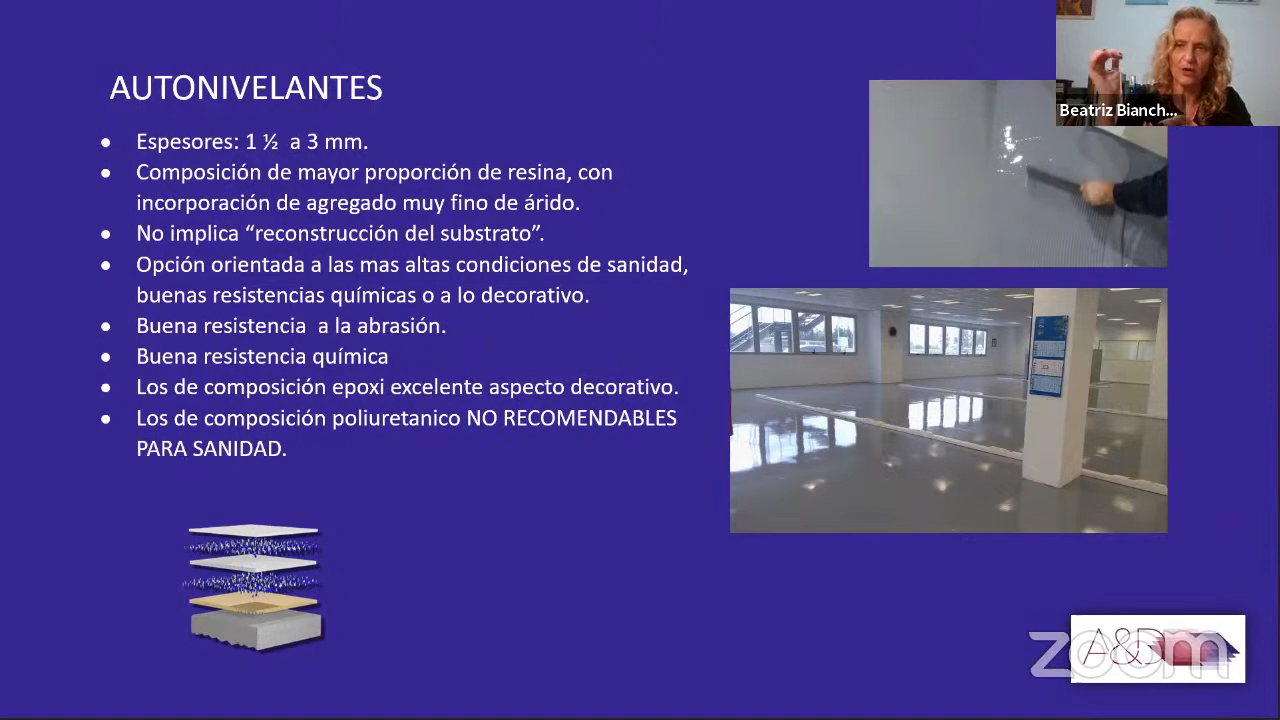 AUTONIVELANTES
Espesores: 1 ½ a 3 mm.
Composición de mayor proporción de resina, con
incorporación de agregado muy fino de árido.
No implica “reconstrucción del substrato”.
Opción orientada a las mas altas condiciones de sanidad,
buenas resistencias químicas o a lo decorativo.
Buena resistencia a la abrasión.
Buena resistencia química
Los de composición epoxi excelente aspecto decorativo.
Los de composición poliuretanico NO RECOMENDABLES
PARA SANIDAD.
Beatriz Bianch...
A&D
zoom